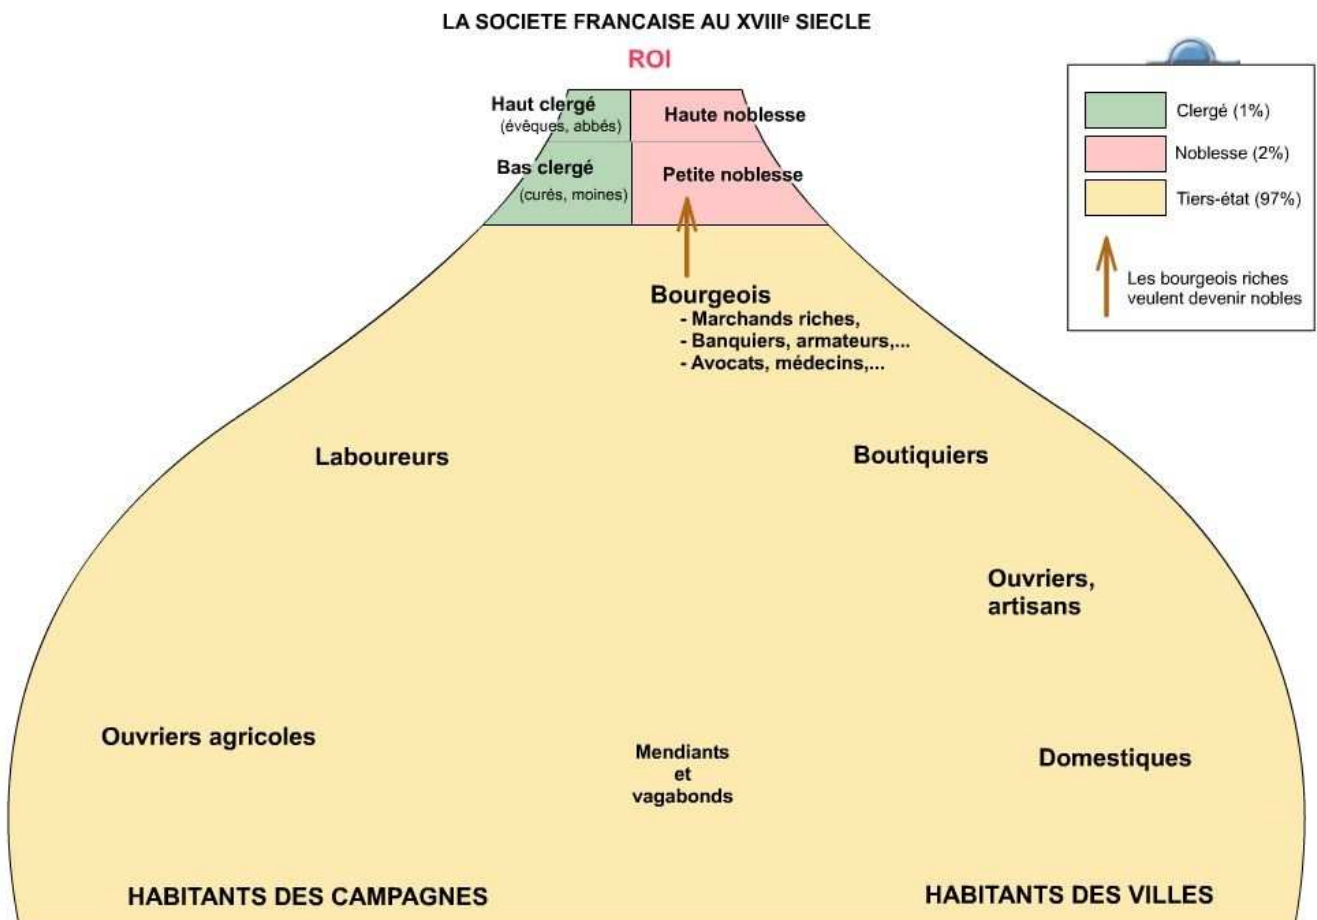 LA SOCIETE FRANCAISE AU XVIIIe SIECLE
ROI
Haut clergé
(évêques, abbés)
Haute noblesse
Bas clergé
(curés, moines)
Petite noblesse
Clergé (1%)
Noblesse (2%)
Tiers-état (97%)
Les bourgeois riches
veulent devenir nobles
Bourgeois
- Marchands riches,
- Banquiers, armateurs,...
- Avocats, médecins,...
Laboureurs
Boutiquiers
Ouvriers,
artisans
Ouvriers agricoles
Mendiants
et
vagabonds
Domestiques
HABITANTS DES CAMPAGNES
HABITANTS DES VILLES